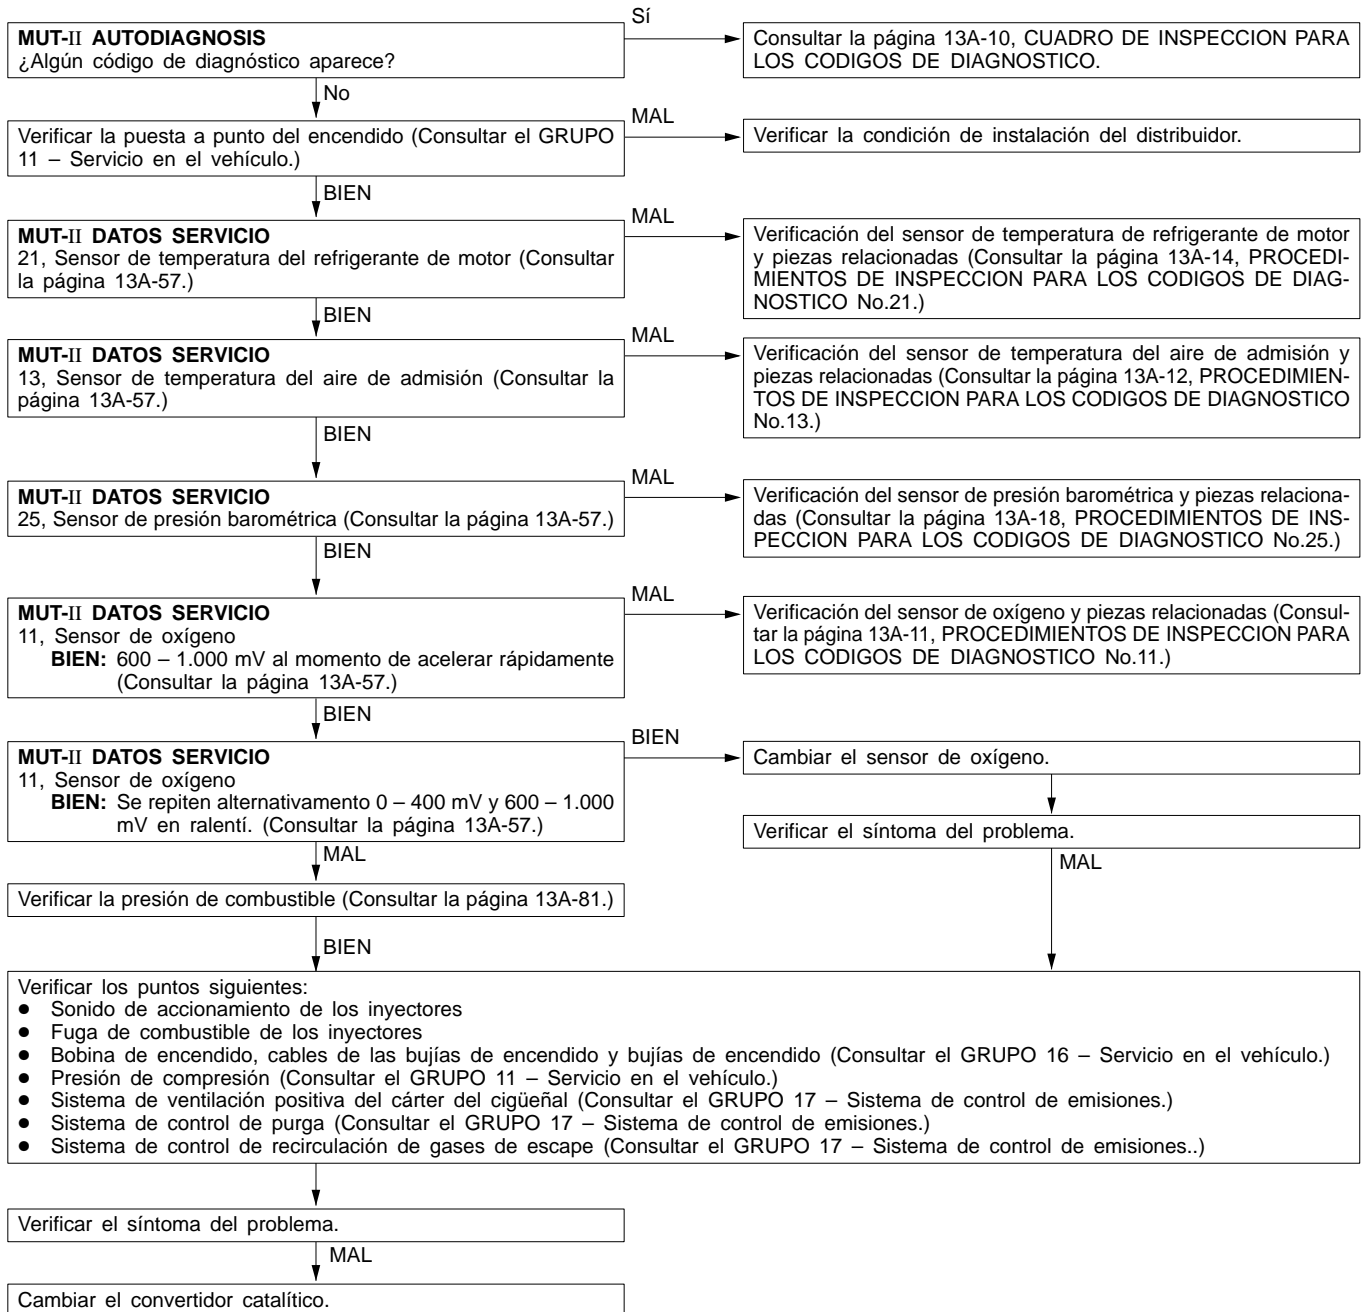 Sí
MUT-II AUTODIAGNOSIS
¿Algún código de diagnóstico aparece?
Consultar la página 13A-10, CUADRO DE INSPECCION PARA
LOS CODIGOS DE DIAGNOSTICO.
No
Verificar la puesta a punto del encendido (Consultar el GRUPO
11 – Servicio en el vehículo.)
MAL
Verificar la condición de instalación del distribuidor.
BIEN
MUT-II DATOS SERVICIO
21, Sensor de temperatura del refrigerante de motor (Consultar
la página 13A-57.)
MAL
Verificación del sensor de temperatura de refrigerante de motor
y piezas relacionadas (Consultar la página 13A-14, PROCEDI-
MIENTOS DE INSPECCION PARA LOS CODIGOS DE DIAG-
NOSTICO No.21.)
BIEN
MUT-II DATOS SERVICIO
13, Sensor de temperatura del aire de admisión (Consultar la
página 13A-57.)
MAL
Verificación del sensor de temperatura del aire de admisión y
piezas relacionadas (Consultar la página 13A-12, PROCEDIMIEN-
TOS DE INSPECCION PARA LOS CODIGOS DE DIAGNOSTICO
No.13.)
BIEN
MUT-II DATOS SERVICIO
25, Sensor de presión barométrica (Consultar la página 13A-57.)
MAL
Verificación del sensor de presión barométrica y piezas relaciona-
das (Consultar la página 13A-18, PROCEDIMIENTOS DE INS-
PECCION PARA LOS CODIGOS DE DIAGNOSTICO No.25.)
BIEN
MUT-II DATOS SERVICIO
11, Sensor de oxígeno
BIEN: 600 – 1.000 mV al momento de acelerar rápidamente
(Consultar la página 13A-57.)
MAL
Verificación del sensor de oxígeno y piezas relacionadas (Consul-
tar la página 13A-11, PROCEDIMIENTOS DE INSPECCION PARA
LOS CODIGOS DE DIAGNOSTICO No.11.)
BIEN
MUT-II DATOS SERVICIO
11, Sensor de oxígeno
BIEN: Se repiten alternativamento 0 – 400 mV y 600 – 1.000
mV en ralentí. (Consultar la página 13A-57.)
BIEN
Cambiar el sensor de oxígeno.
Verificar el síntoma del problema.
MAL
MAL
Verificar la presión de combustible (Consultar la página 13A-81.)
BIEN
Verificar los puntos siguientes:
● Sonido de accionamiento de los inyectores
● Fuga de combustible de los inyectores
● Bobina de encendido, cables de las bujías de encendido y bujías de encendido (Consultar el GRUPO 16 – Servicio en el vehículo.)
● Presión de compresión (Consultar el GRUPO 11 – Servicio en el vehículo.)
● Sistema de ventilación positiva del cárter del cigüeñal (Consultar el GRUPO 17 – Sistema de control de emisiones.)
● Sistema de control de purga (Consultar el GRUPO 17 – Sistema de control de emisiones.)
● Sistema de control de recirculación de gases de escape (Consultar el GRUPO 17 – Sistema de control de emisiones..)
Verificar el síntoma del problema.
MAL
Cambiar el convertidor catalítico.